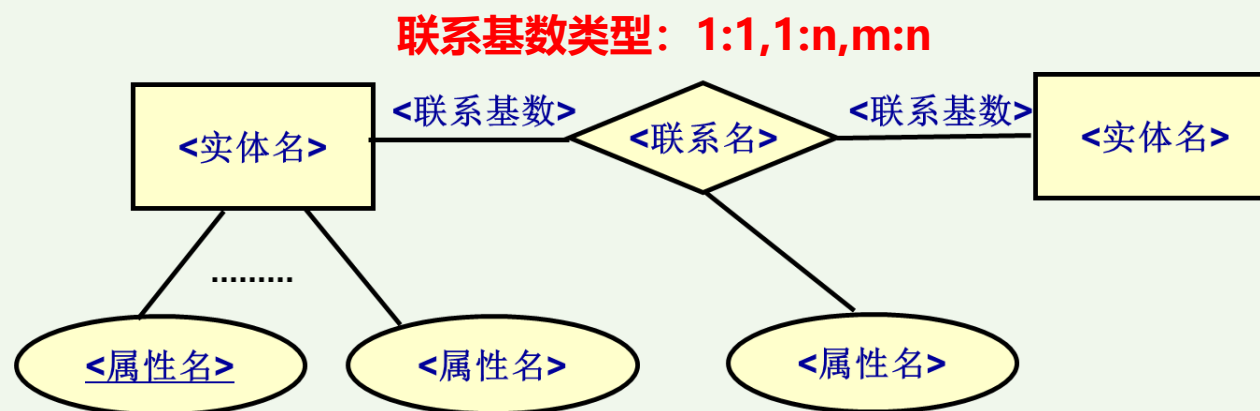 联系基数类型：1:1,1:n,m:n
<联系基数>
<联系基数>
<实体名>
<联系名>
<实体名>
.........
<属性名>
<属性名>
<属性名>